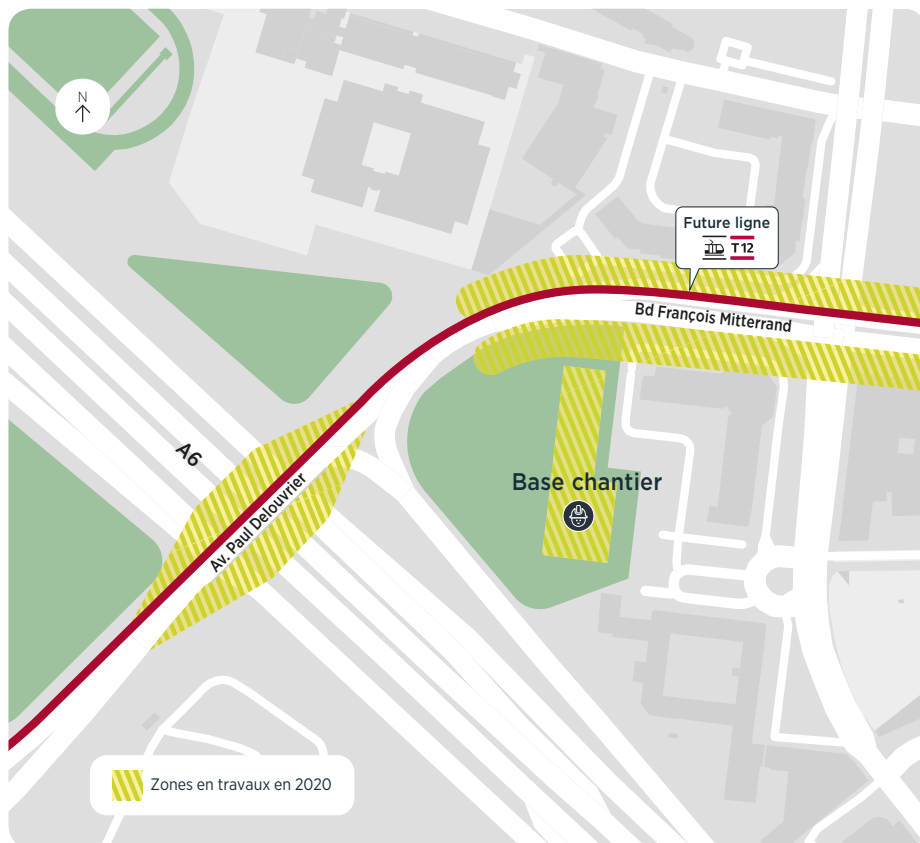 N
Future ligne
T12
Bd François Mitterrand
A6
Av. Paul Delouvrier
Base chantier
Zones en travaux en 2020